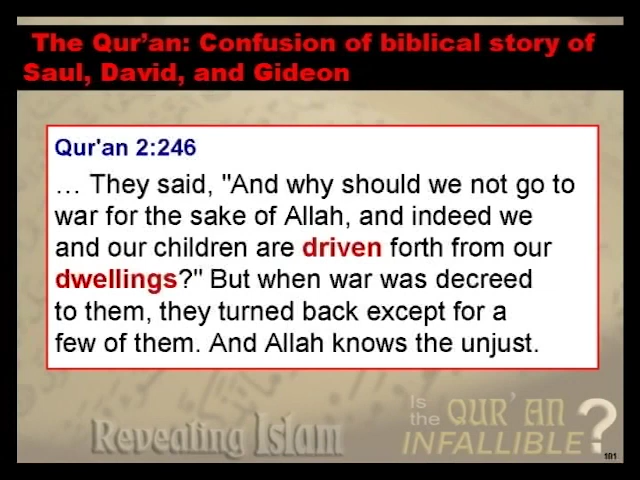 The Qur’an: Confusion of biblical story of
Saul, David, and Gideon
Qur'an 2:246
… They said, "And why should we not go to
war for the sake of Allah, and indeed we
and our children are driven forth from our
dwellings?" But when war was decreed
to them, they turned back except for a
few of them. And Allah knows the unjust.
Revealing Islam
Is
the QUR’AN
INFALLIBLE?
101